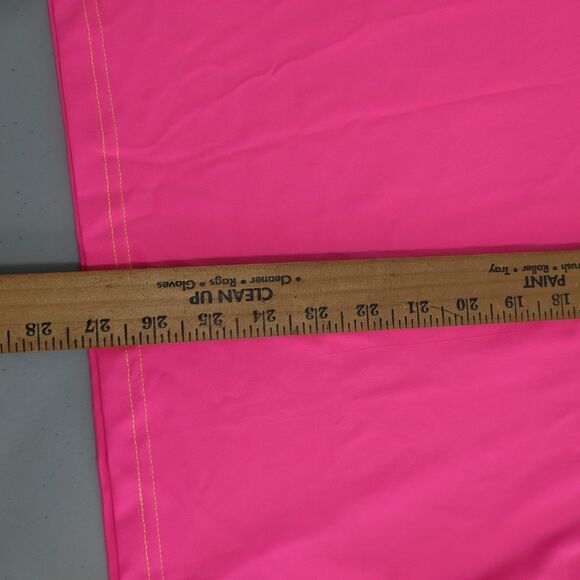 18 19 20 21 22 23 24 25 26 27 28
PAINT
rush • Roller • Tray
CLEAN UP
• Cleaner • Rags • Gloves